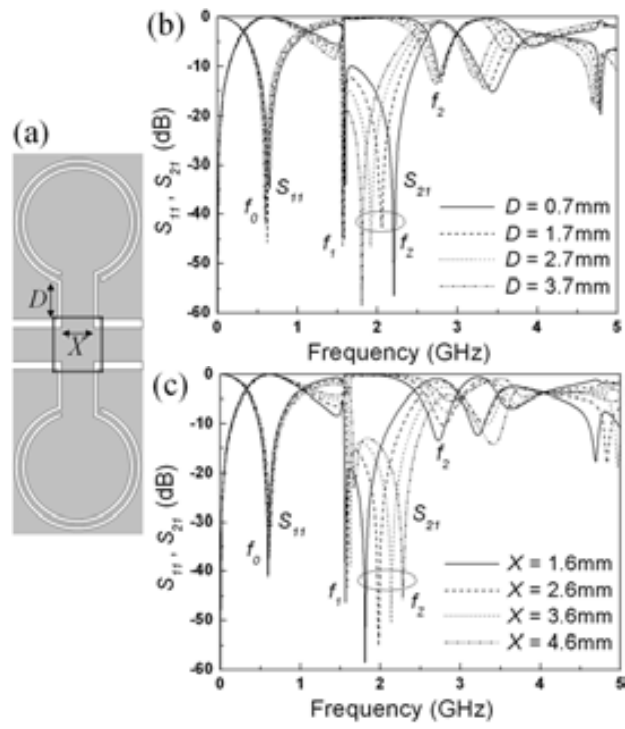 (a)
D
X
(b)
0
-10
-20
-30
-40
-50
-60
S11, S21 (dB)
f0
S11
f1
fz
S21
f2
D = 0.7mm
D = 1.7mm
D = 2.7mm
D = 3.7mm
0 1 2 3 4 5
Frequency (GHz)
(c)
0
-10
-20
-30
-40
-50
-60
S11, S21 (dB)
f0
S11
f1
fz
S21
f2
X = 1.6mm
X = 2.6mm
X = 3.6mm
X = 4.6mm
0 1 2 3 4 5
Frequency (GHz)